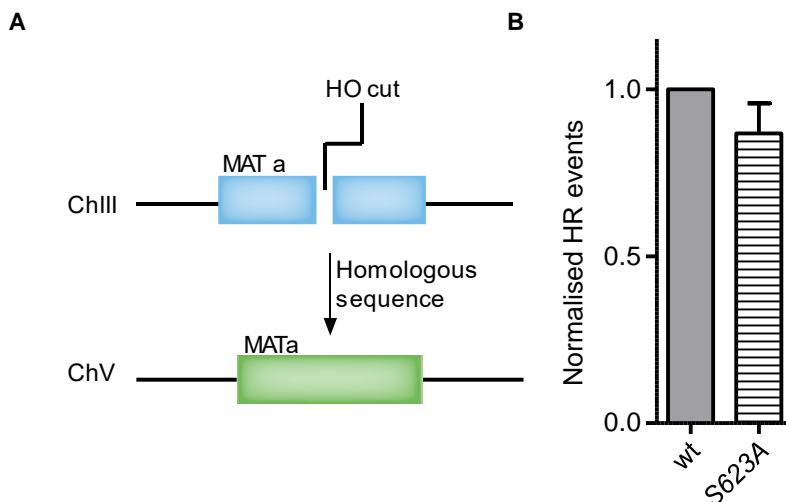 A
HO cut
MAT a
ChIII
Homologous
sequence
MATa
ChV
B
Normalised HR events
1.0
0.5
0.0
wt
S623A